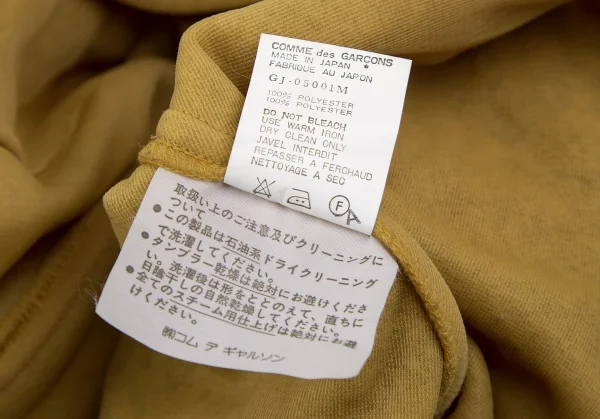 COMME des GARCONS
MADE IN JAPAN *
FABRIQUE AU JAPON
GJ-05001M
100% POLYESTER
100% POLYESTER
DO NOT BLEACH
USE WARM IRON
DRY CLEAN ONLY
JAVEL INTERDIT
REPASSER A FERCHAUD
NETTOYAGE A SEC
F
取扱い上のご注意及びクリーニングに
ついて
●この製品は石油系ドライクリーニング
で洗濯してください。
●タンブラー乾燥は絶対にお避けくださ
い。洗濯後は形をととのえて、直ちに
日陰干しの自然乾燥してください。
●全てのスチーム用仕上げは絶対にお避
けください。
㈱コム デ ギャルソン